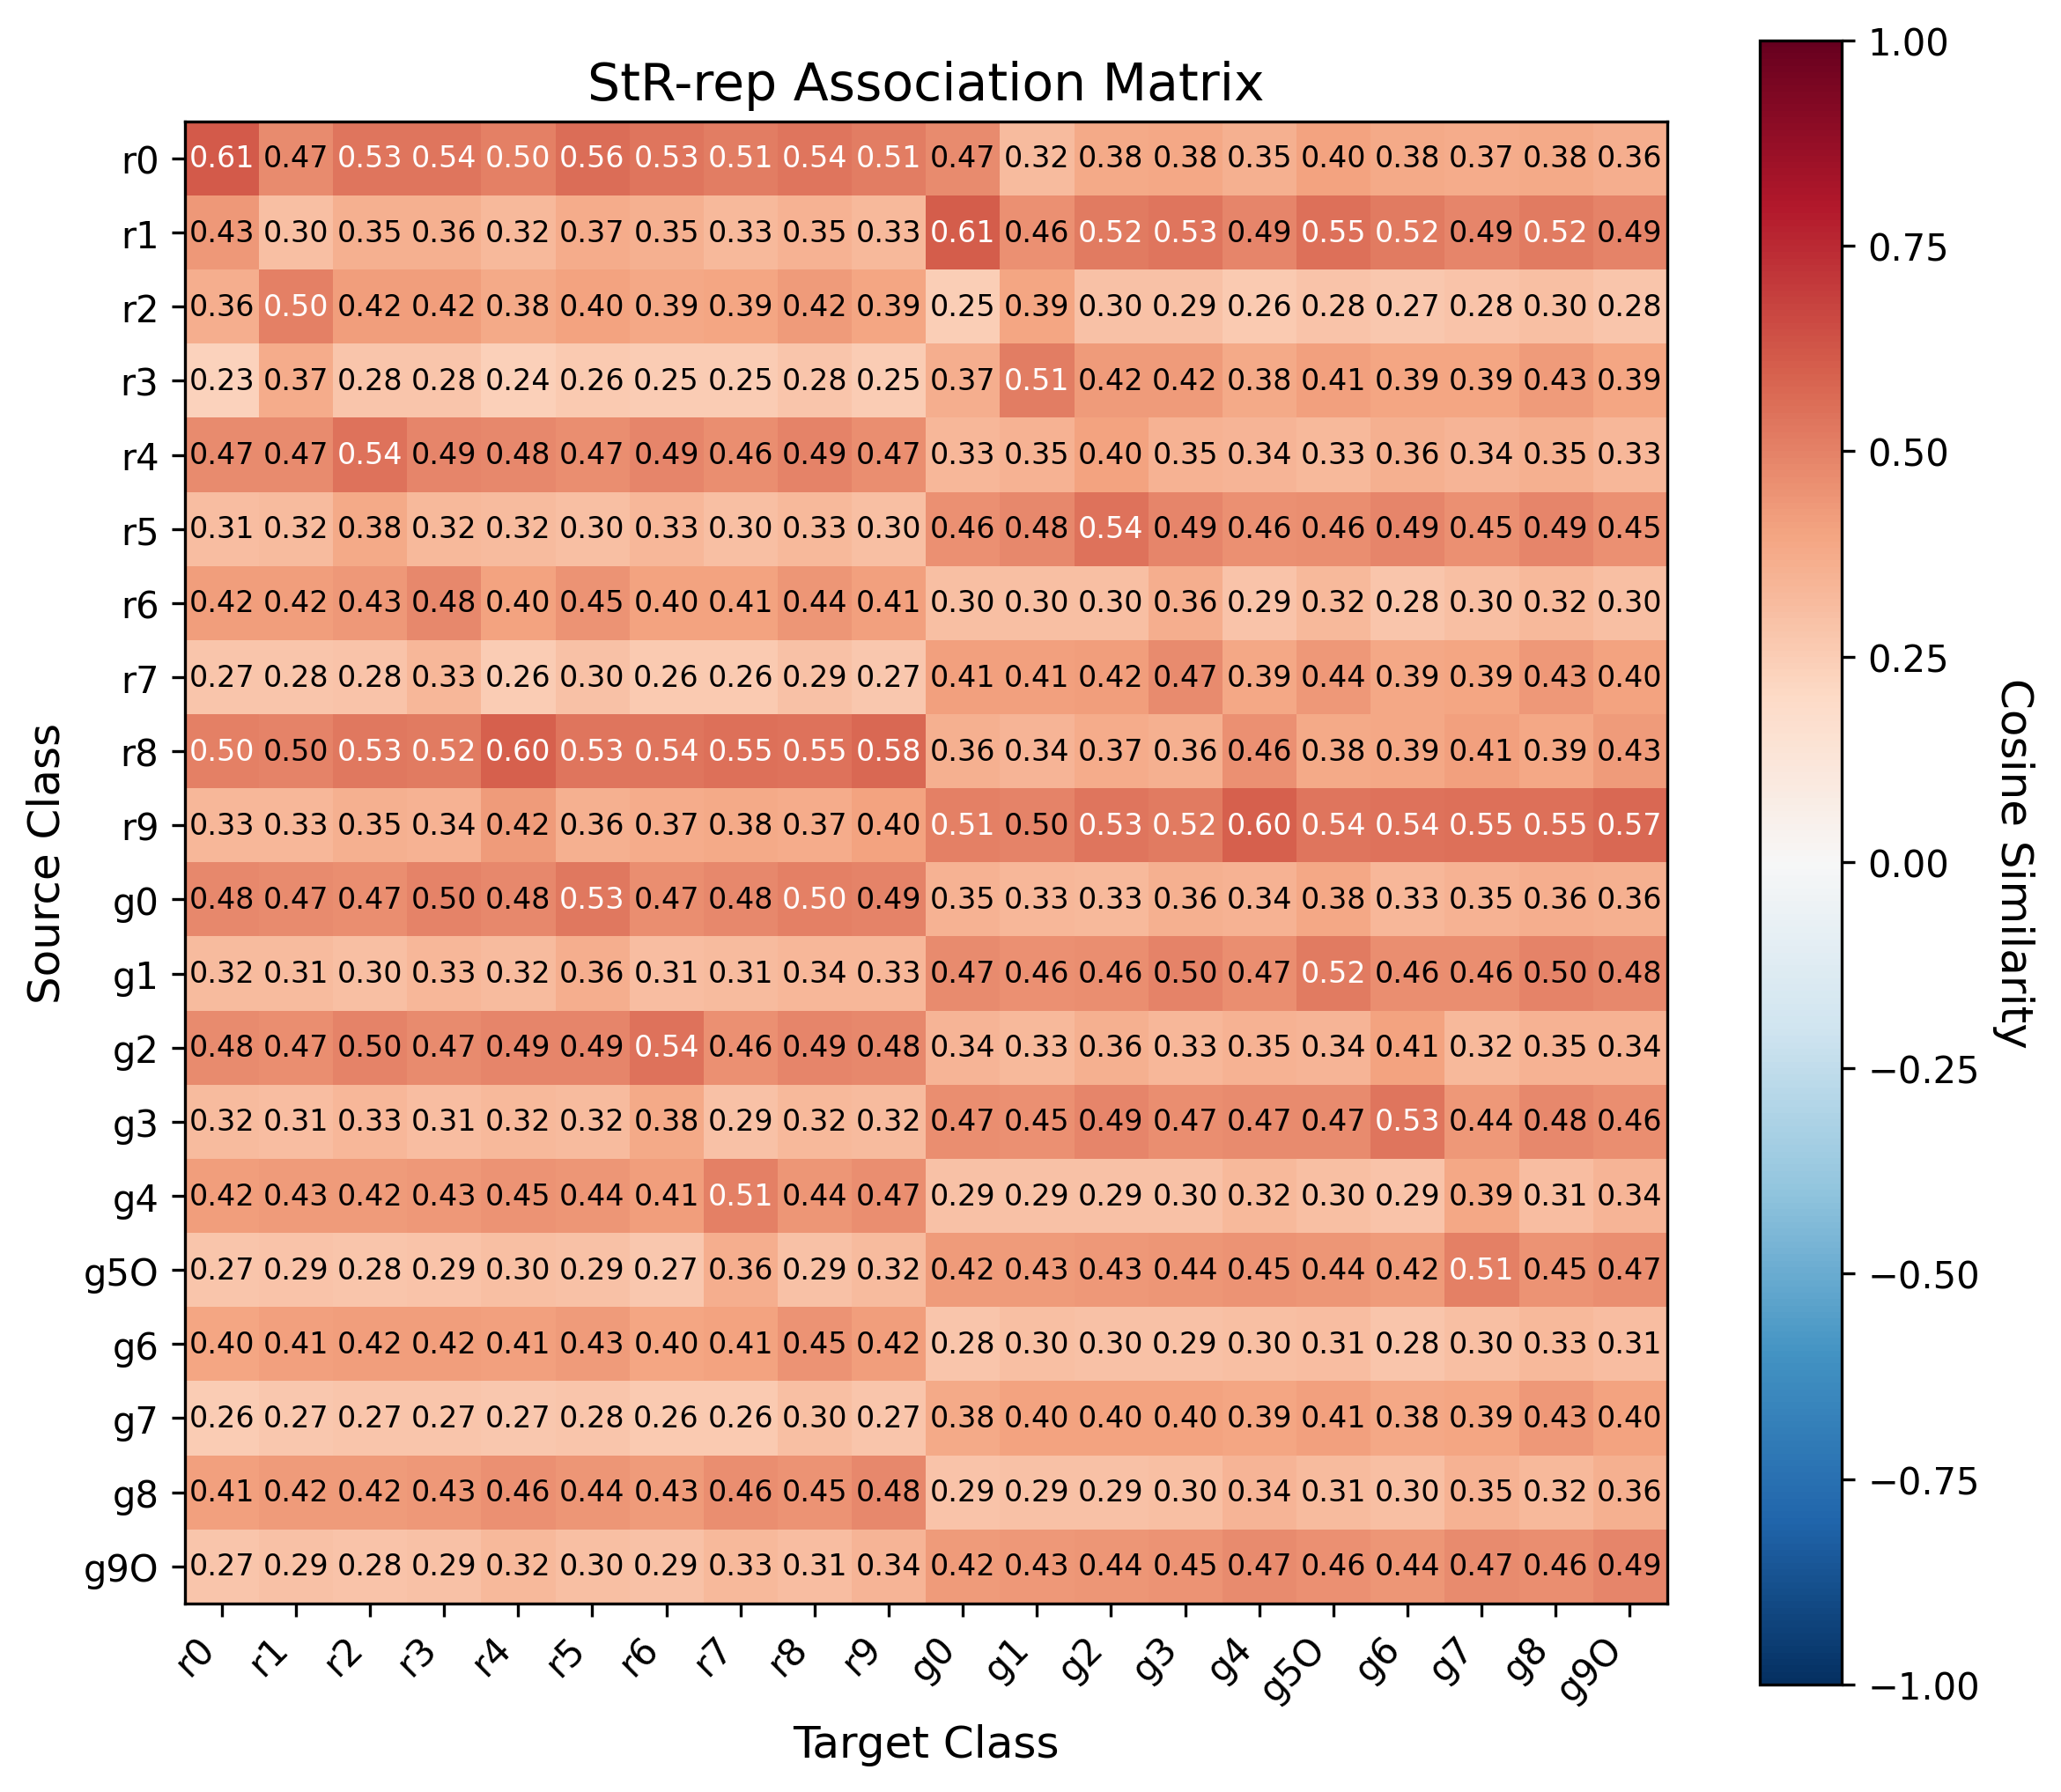 StR-rep Association Matrix
r0 0.61 0.47 0.53 0.54 0.50 0.56 0.53 0.51 0.54 0.51 0.47 0.32 0.38 0.38 0.35 0.40 0.38 0.37 0.38 0.36
r1 0.43 0.30 0.35 0.36 0.32 0.37 0.35 0.33 0.35 0.33 0.61 0.46 0.52 0.53 0.49 0.55 0.52 0.49 0.52 0.49
r2 0.36 0.50 0.42 0.42 0.38 0.40 0.39 0.39 0.42 0.39 0.25 0.39 0.30 0.29 0.26 0.28 0.27 0.28 0.30 0.28
r3 0.23 0.37 0.28 0.28 0.24 0.26 0.25 0.25 0.28 0.25 0.37 0.51 0.42 0.42 0.38 0.41 0.39 0.39 0.43 0.39
r4 0.47 0.47 0.54 0.49 0.48 0.47 0.49 0.46 0.49 0.47 0.33 0.35 0.40 0.35 0.34 0.33 0.36 0.34 0.35 0.33
r5 0.31 0.32 0.38 0.32 0.32 0.30 0.33 0.30 0.33 0.30 0.46 0.48 0.54 0.49 0.46 0.46 0.49 0.45 0.49 0.45
r6 0.42 0.42 0.43 0.48 0.40 0.45 0.40 0.41 0.44 0.41 0.30 0.30 0.30 0.36 0.29 0.32 0.28 0.30 0.32 0.30
r7 0.27 0.28 0.28 0.33 0.26 0.30 0.26 0.26 0.29 0.27 0.41 0.41 0.42 0.47 0.39 0.44 0.39 0.39 0.43 0.40
r8 0.50 0.50 0.53 0.52 0.60 0.53 0.54 0.55 0.55 0.58 0.36 0.34 0.37 0.36 0.46 0.38 0.39 0.41 0.39 0.43
r9 0.33 0.33 0.35 0.34 0.42 0.36 0.37 0.38 0.37 0.40 0.51 0.50 0.53 0.52 0.60 0.54 0.54 0.55 0.55 0.57
g0 0.48 0.47 0.47 0.50 0.48 0.53 0.47 0.48 0.50 0.49 0.35 0.33 0.33 0.36 0.34 0.38 0.33 0.35 0.36 0.36
g1 0.32 0.31 0.30 0.33 0.32 0.36 0.31 0.31 0.34 0.33 0.47 0.46 0.46 0.50 0.47 0.52 0.46 0.46 0.50 0.48
g2 0.48 0.47 0.50 0.47 0.49 0.49 0.54 0.46 0.49 0.48 0.34 0.33 0.36 0.33 0.35 0.34 0.41 0.32 0.35 0.34
g3 0.32 0.31 0.33 0.31 0.32 0.32 0.38 0.29 0.32 0.32 0.47 0.45 0.49 0.47 0.47 0.47 0.53 0.44 0.48 0.46
g4 0.42 0.43 0.42 0.43 0.45 0.44 0.41 0.51 0.44 0.47 0.29 0.29 0.29 0.30 0.32 0.30 0.29 0.39 0.31 0.34
g5O 0.27 0.29 0.28 0.29 0.30 0.29 0.27 0.36 0.29 0.32 0.42 0.43 0.43 0.44 0.45 0.44 0.42 0.51 0.45 0.47
g6 0.40 0.41 0.42 0.42 0.41 0.43 0.40 0.41 0.45 0.42 0.28 0.30 0.30 0.29 0.30 0.31 0.28 0.30 0.33 0.31
g7 0.26 0.27 0.27 0.27 0.27 0.28 0.26 0.26 0.30 0.27 0.38 0.40 0.40 0.40 0.39 0.41 0.38 0.39 0.43 0.40
g8 0.41 0.42 0.42 0.43 0.46 0.44 0.43 0.46 0.45 0.48 0.29 0.29 0.29 0.30 0.34 0.31 0.30 0.35 0.32 0.36
g9O 0.27 0.29 0.28 0.29 0.32 0.30 0.29 0.33 0.31 0.34 0.42 0.43 0.44 0.45 0.47 0.46 0.44 0.47 0.46 0.49
r0 r1 r2 r3 r4 r5 r6 r7 r8 r9 g0 g1 g2 g3 g4 g5O g6 g7 g8 g9O
Target Class
Source Class
1.00
0.75
0.50
0.25
0.00
−0.25
−0.50
−0.75
−1.00
Cosine Similarity